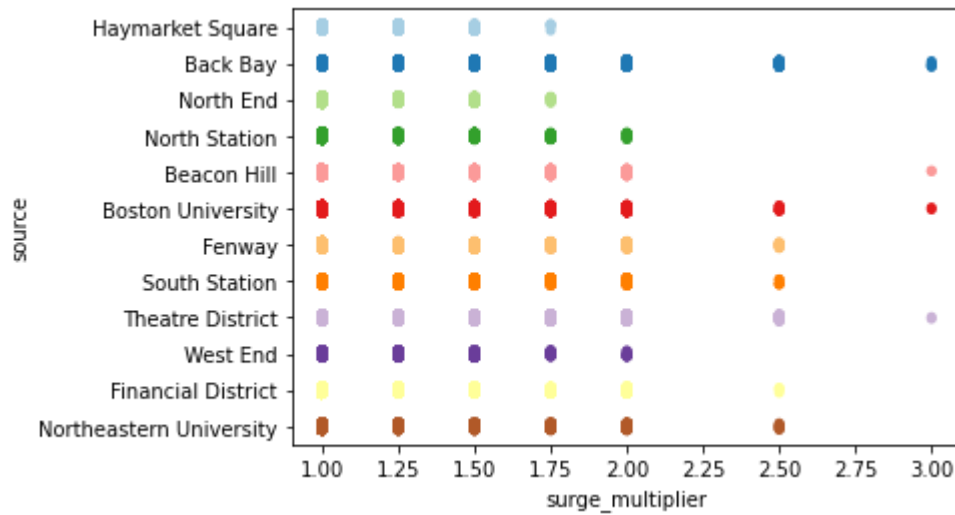 Haymarket Square
Back Bay
North End
North Station
Beacon Hill
Boston University
Fenway
South Station
Theatre District
West End
Financial District
Northeastern University
source
1.00 1.25 1.50 1.75 2.00 2.25 2.50 2.75 3.00
surge_multiplier